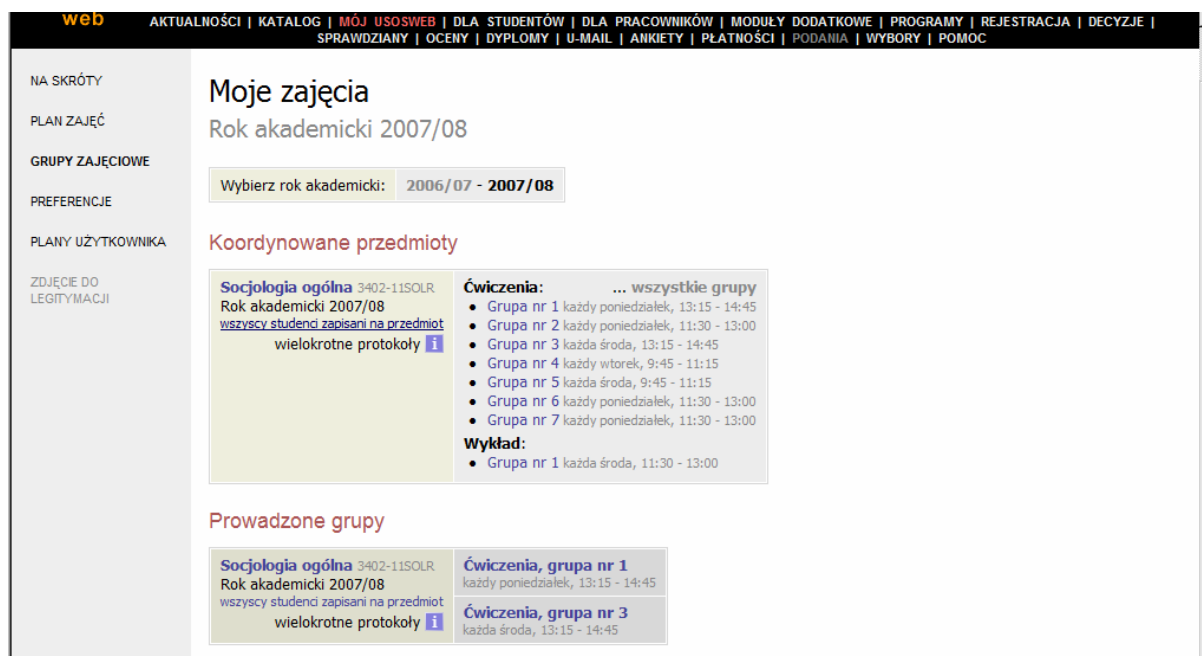 web
AKTUALNOŚCI | KATALOG | MÓJ USOSWEB | DLA STUDENTÓW | DLA PRACOWNIKÓW | MODUŁY DODATKOWE | PROGRAMY | REJESTRACJA | DECYZJE |
SPRAWDZIANY | OCENY | DYPLOMY | U-MAIL | ANKIETY | PŁATNOŚCI | PODANIA | WYBORY | POMOC
NA SKRÓTY
PLAN ZAJĘĆ
GRUPY ZAJĘCIOWE
PREFERENCJE
PLANY UŻYTKOWNIKA
ZDJĘCIE DO
LEGITYMACJI
Moje zajęcia
Rok akademicki 2007/08
Wybierz rok akademicki: 2006/07 - 2007/08
Koordynowane przedmioty
Socjologia ogólna 3402-11SOLR
Rok akademicki 2007/08
wszyscy studenci zapisani na przedmiot
wielokrotne protokoły i
Ćwiczenia: ... wszystkie grupy
• Grupa nr 1 każdy poniedziałek, 13:15 - 14:45
• Grupa nr 2 każdy poniedziałek, 11:30 - 13:00
• Grupa nr 3 każda środa, 13:15 - 14:45
• Grupa nr 4 każdy wtorek, 9:45 - 11:15
• Grupa nr 5 każda środa, 9:45 - 11:15
• Grupa nr 6 każdy poniedziałek, 11:30 - 13:00
• Grupa nr 7 każdy poniedziałek, 11:30 - 13:00
Wykład:
• Grupa nr 1 każda środa, 11:30 - 13:00
Prowadzone grupy
Socjologia ogólna 3402-11SOLR
Rok akademicki 2007/08
wszyscy studenci zapisani na przedmiot
wielokrotne protokoły i
Ćwiczenia, grupa nr 1
każdy poniedziałek, 13:15 - 14:45
Ćwiczenia, grupa nr 3
każda środa, 13:15 - 14:45